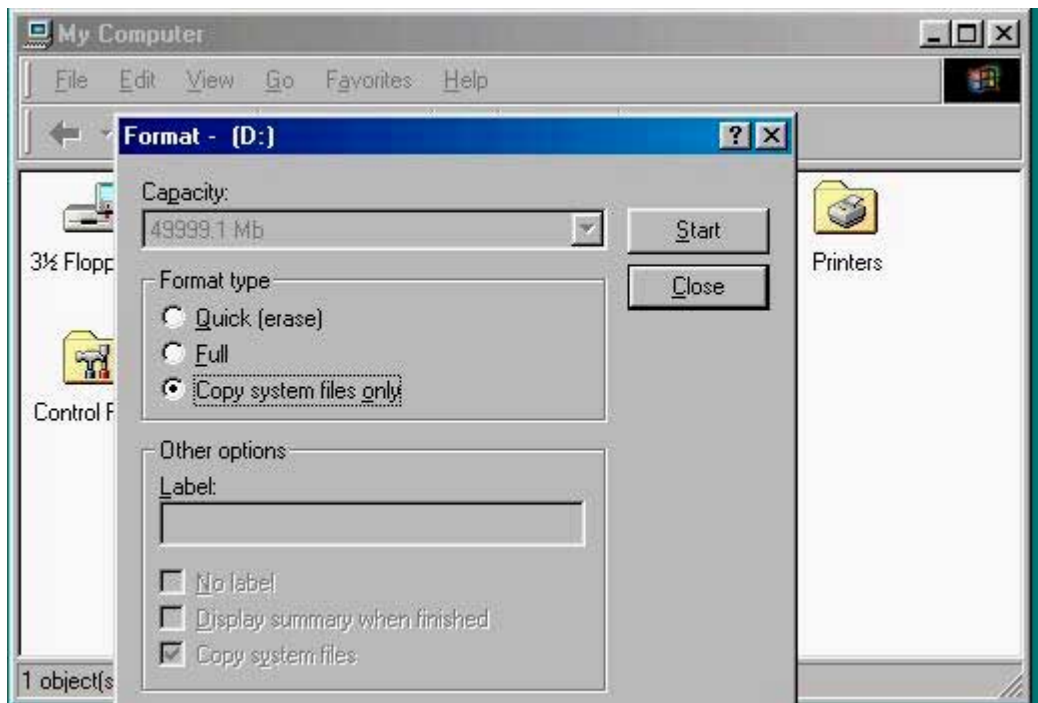 My Computer
File Edit View Go Favorites Help
Format - (D:)
Capacity:
49999.1 Mb
Start
Close
Format type
Quick (erase)
Full
Copy system files only
Other options
Label:
No label
Display summary when finished
Copy system files
3½ Flopp
Control P
Printers
1 object(s